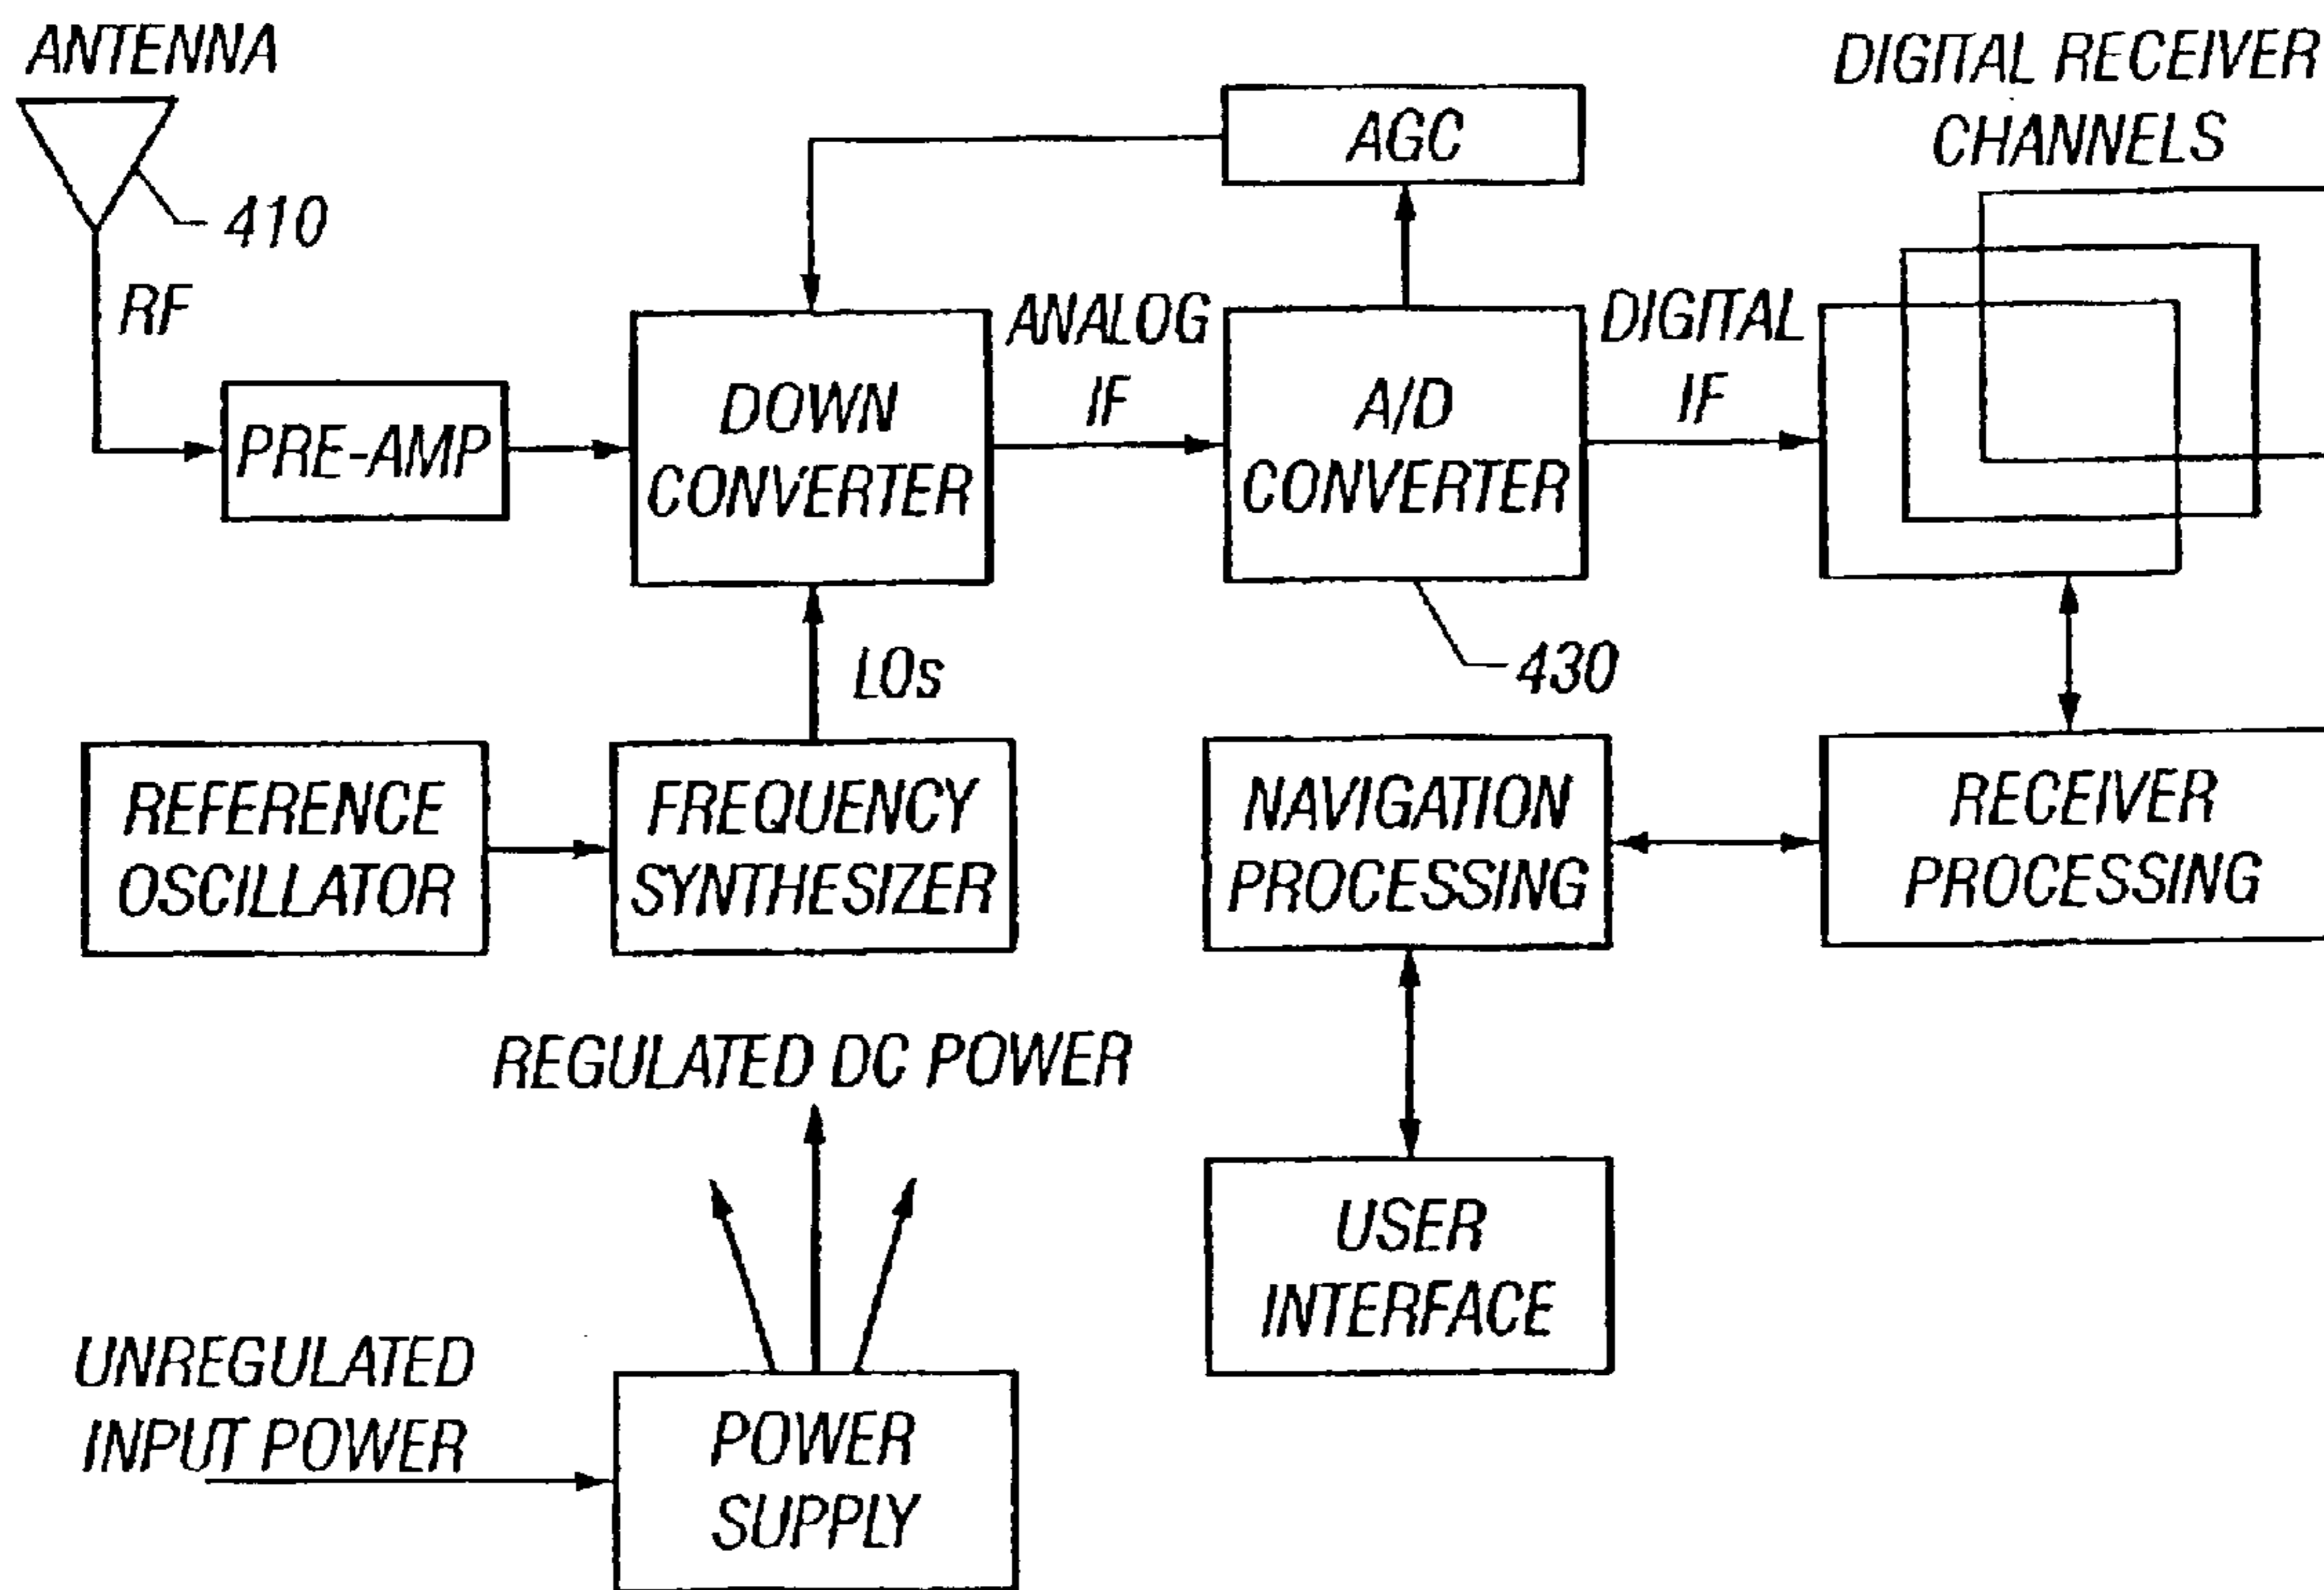 ANTENNA
410
RF
PRE-AMP
DOWN
CONVERTER
AGC
ANALOG
IF
A/D
CONVERTER
430
DIGITAL
IF
DIGITAL RECEIVER
CHANNELS
LOs
REFERENCE
OSCILLATOR
FREQUENCY
SYNTHESIZER
NAVIGATION
PROCESSING
RECEIVER
PROCESSING
REGULATED DC POWER
USER
INTERFACE
UNREGULATED
INPUT POWER
POWER
SUPPLY